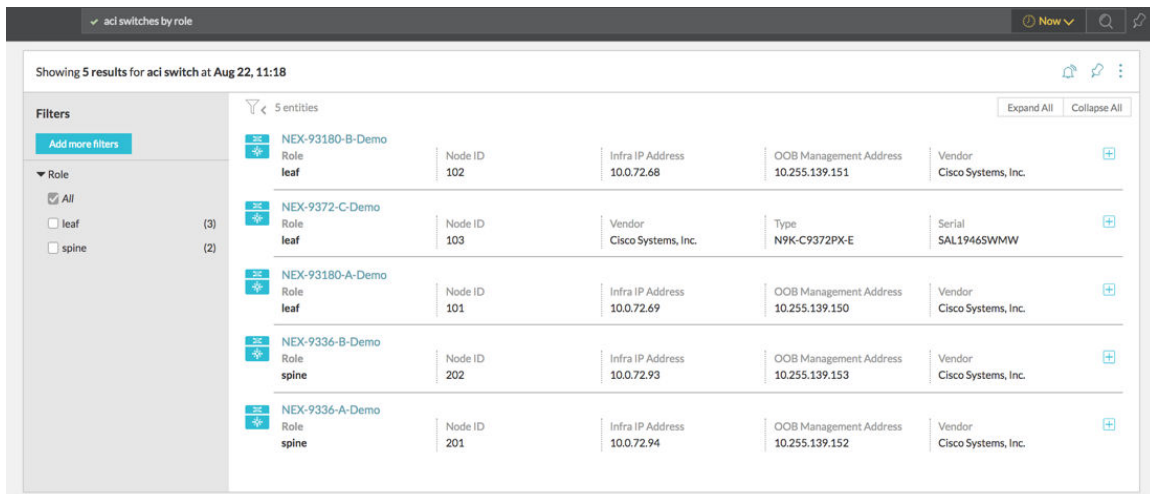 aci switches by role
Now
Showing 5 results for aci switch at Aug 22, 11:18
Filters
Add more filters
Role
All
leaf (3)
spine (2)
5 entities
Expand All Collapse All
NEX-93180-B-Demo
Role Node ID Infra IP Address OOB Management Address Vendor
leaf 102 10.0.72.68 10.255.139.151 Cisco Systems, Inc.
NEX-9372-C-Demo
Role Node ID Vendor Type Serial
leaf 103 Cisco Systems, Inc. N9K-C9372PX-E SAL1946SWMW
NEX-93180-A-Demo
Role Node ID Infra IP Address OOB Management Address Vendor
leaf 101 10.0.72.69 10.255.139.150 Cisco Systems, Inc.
NEX-9336-B-Demo
Role Node ID Infra IP Address OOB Management Address Vendor
spine 202 10.0.72.93 10.255.139.153 Cisco Systems, Inc.
NEX-9336-A-Demo
Role Node ID Infra IP Address OOB Management Address Vendor
spine 201 10.0.72.94 10.255.139.152 Cisco Systems, Inc.